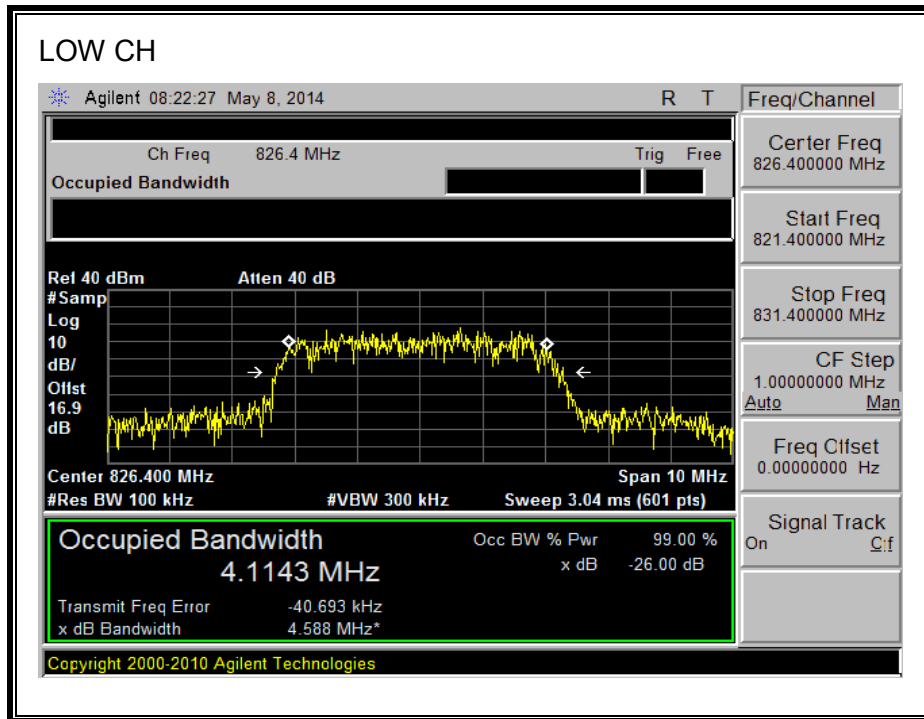 LOW CH
Agilent 08:22:27 May 8, 2014 R T Freq/Channel
Ch Freq 826.4 MHz Trig Free
Occupied Bandwidth
Center Freq
826.400000 MHz
Start Freq
821.400000 MHz
Stop Freq
831.400000 MHz
CF Step
1.00000000 MHz
Auto Man
Freq Offset
0.00000000 Hz
Signal Track
On Off
Ref 40 dBm Atten 40 dB
#Samp
Log
10
dB/
Offst
16.9
dB
Center 826.400 MHz Span 10 MHz
#Res BW 100 kHz #VBW 300 kHz Sweep 3.04 ms (601 pts)
Occupied Bandwidth Occ BW % Pwr 99.00 %
4.1143 MHz x dB -26.00 dB
Transmit Freq Error -40.693 kHz
x dB Bandwidth 4.588 MHz*
Copyright 2000-2010 Agilent Technologies